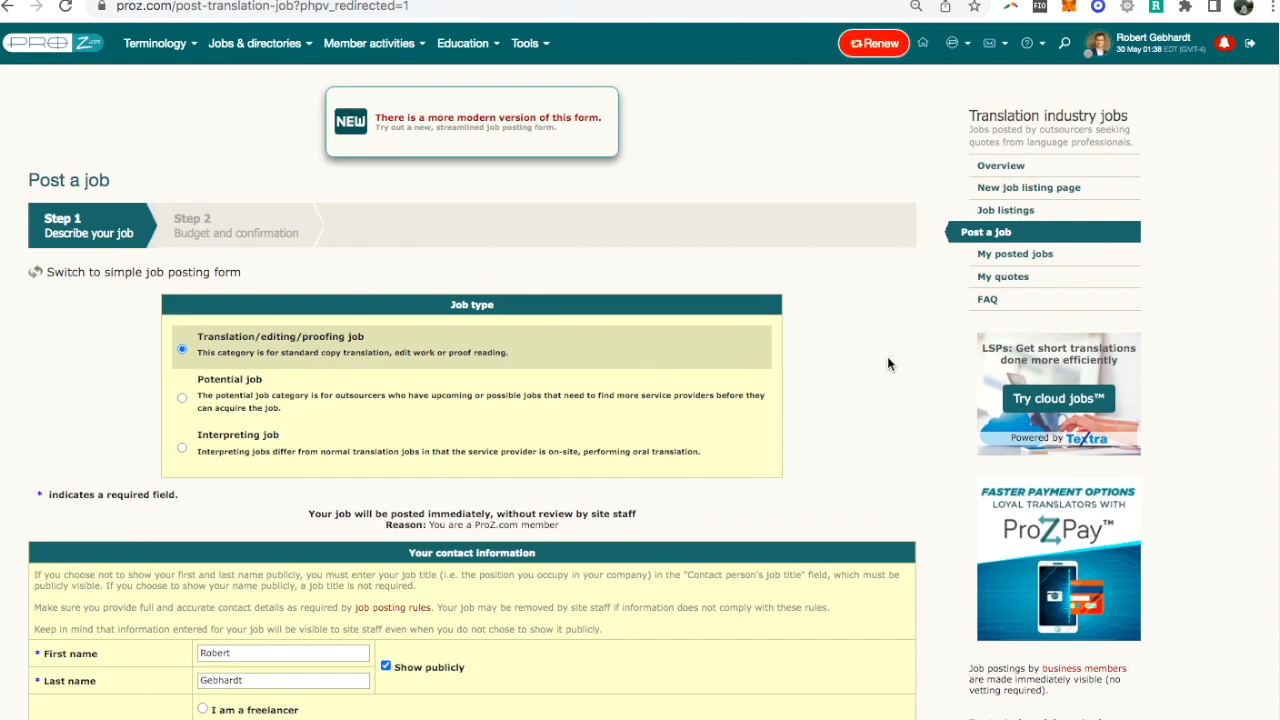 proz.com/post-translation-job?phpv_redirected=1
PROZ.com
Terminology
Jobs & directories
Member activities
Education
Tools
Renew
Robert Gebhardt
30 May 01:38 EDT (GMT-4)
NEW
There is a more modern version of this form.
Try out a new, streamlined job posting form.
Post a job
Step 1
Describe your job
Step 2
Budget and confirmation
Switch to simple job posting form
Job type
Translation/editing/proofing job
This category is for standard copy translation, edit work or proof reading.
Potential job
The potential job category is for outsourcers who have upcoming or possible jobs that need to find more service providers before they
can acquire the job.
Interpreting job
Interpreting jobs differ from normal translation jobs in that the service provider is on-site, performing oral translation.
* indicates a required field.
Your job will be posted immediately, without review by site staff
Reason: You are a ProZ.com member
Your contact information
If you choose not to show your first and last name publicly, you must enter your job title (i.e. the position you occupy in your company) in the "Contact person's job title" field, which must be
publicly visible. If you choose to show your name publicly, a job title is not required.
Make sure you provide full and accurate contact details as required by job posting rules. Your job may be removed by site staff if information does not comply with these rules.
Keep in mind that information entered for your job will be visible to site staff even when you do not chose to show it publicly.
* First name
Robert
Show publicly
* Last name
Gebhardt
I am a freelancer
Translation industry jobs
Jobs posted by outsourcers seeking
quotes from language professionals.
Overview
New job listing page
Job listings
Post a job
My posted jobs
My quotes
FAQ
LSPs: Get short translations
done more efficiently
Try cloud jobs™
Powered by Textra
FASTER PAYMENT OPTIONS
LOYAL TRANSLATORS WITH
ProZPay™
Job postings by business members
are made immediately visible (no
vetting required).